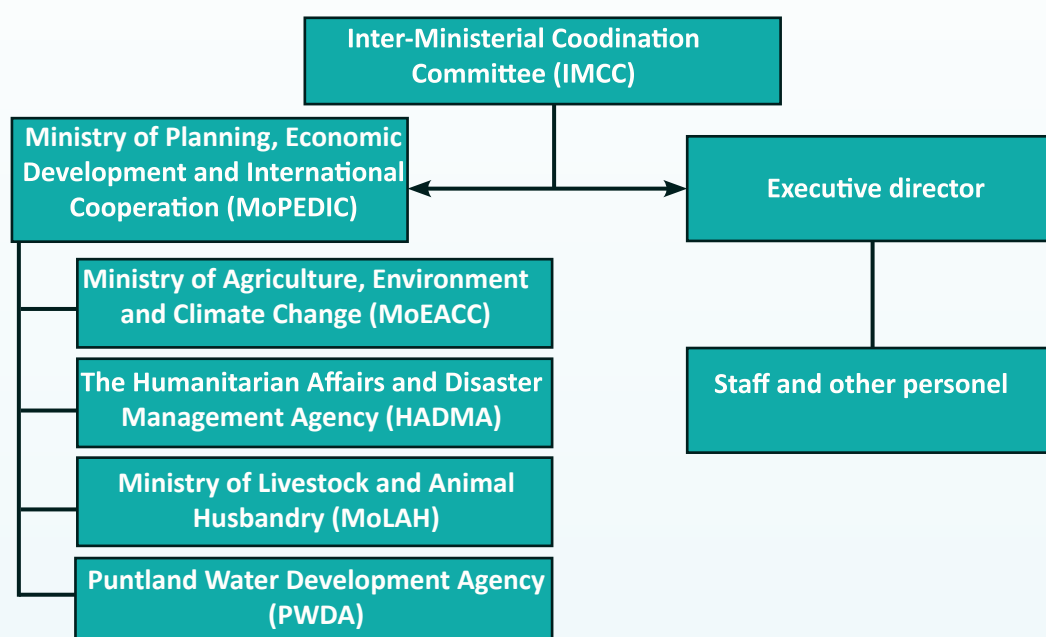 Inter-Ministerial Coodination
Committee (IMCC)
Ministry of Planning, Economic
Development and International
Cooperation (MoPEDIC)
Executive director
Ministry of Agriculture, Environment
and Climate Change (MoEACC)
The Humanitarian Affairs and Disaster
Management Agency (HADMA)
Staff and other personel
Ministry of Livestock and Animal
Husbandry (MoLAH)
Puntland Water Development Agency
(PWDA)